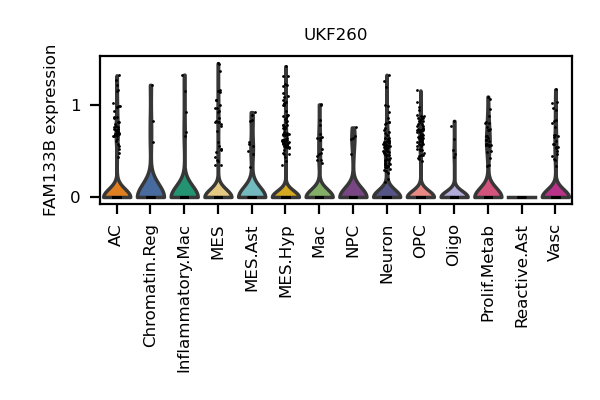 UKF260
FAM133B expression
1
0
AC
Chromatin.Reg
Inflammatory.Mac
MES
MES.Ast
MES.Hyp
Mac
NPC
Neuron
OPC
Oligo
Prolif.Metab
Reactive.Ast
Vasc